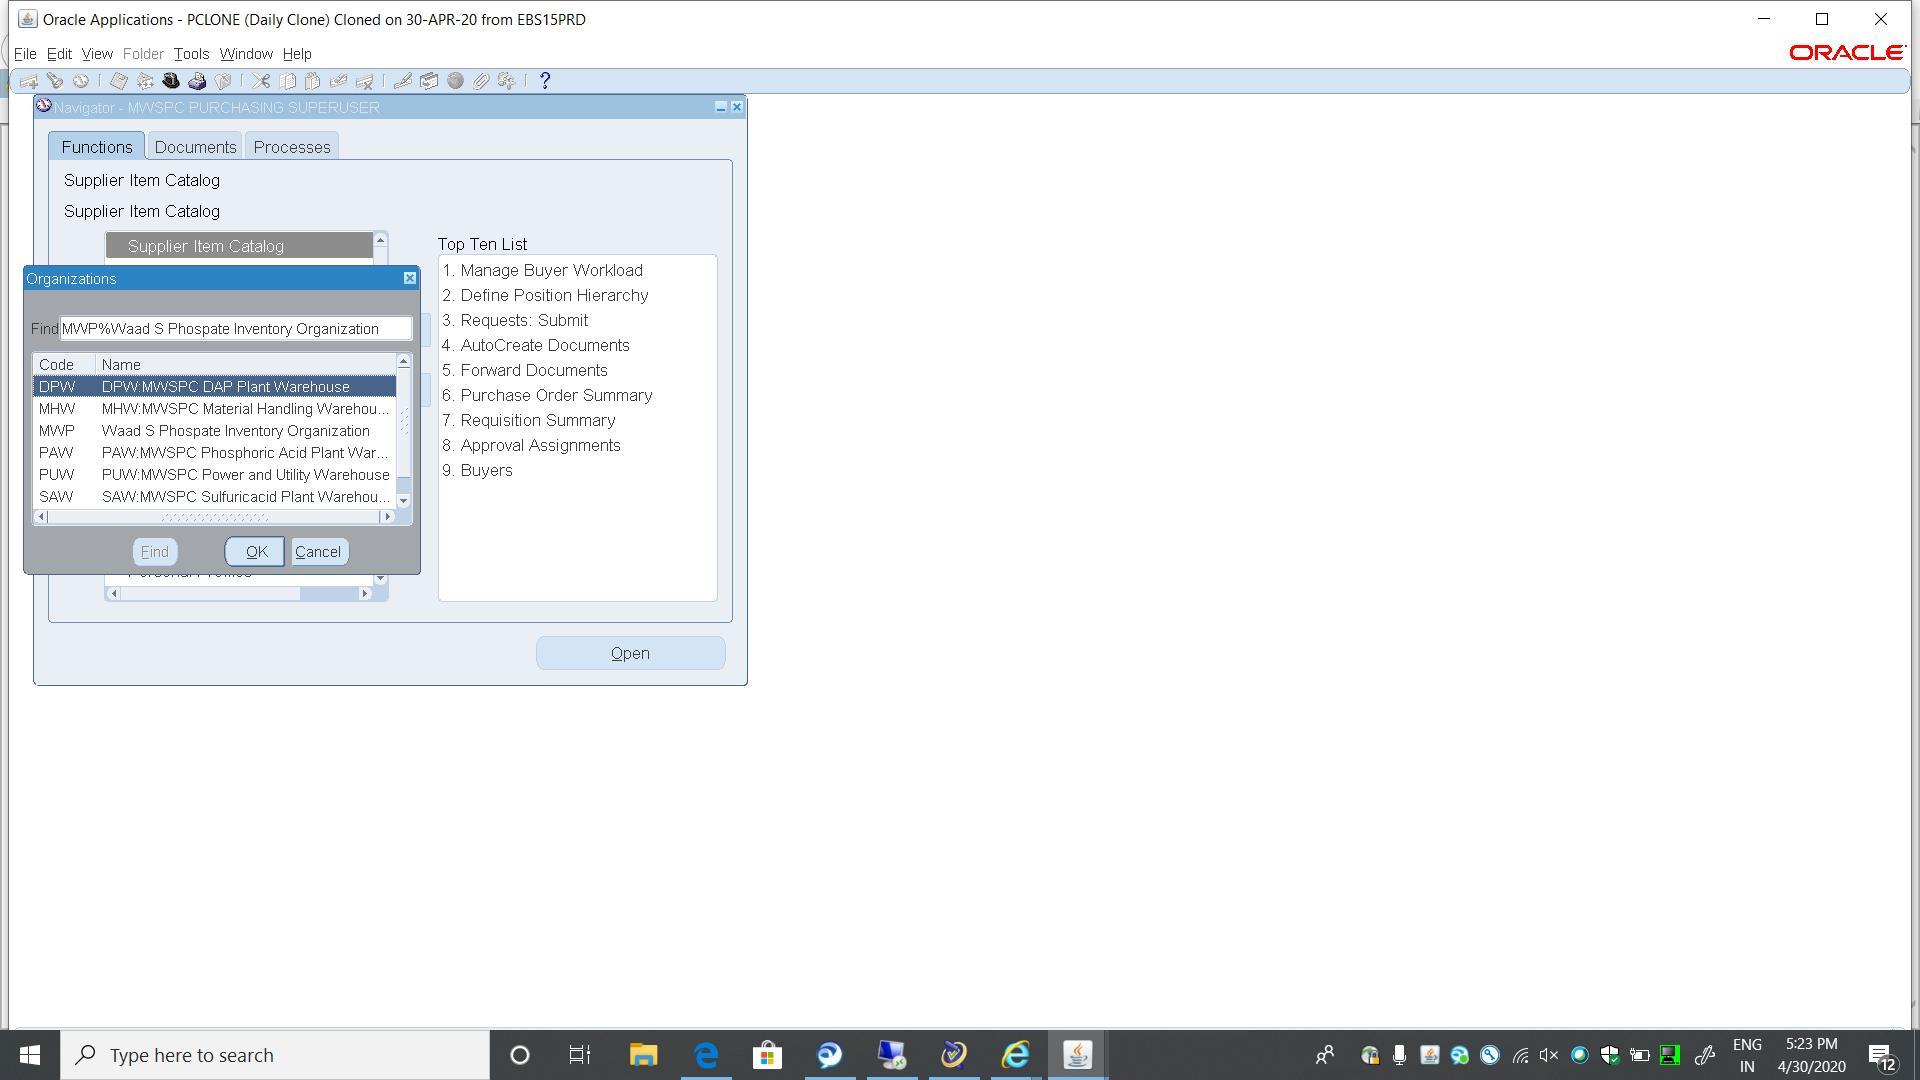 Oracle Applications - PCLONE (Daily Clone) Cloned on 30-APR-20 from EBS15PRD
File Edit View Folder Tools Window Help
ORACLE
Navigator - MWSPC PURCHASING SUPERUSER
Functions Documents Processes
Supplier Item Catalog
Supplier Item Catalog
Supplier Item Catalog
Top Ten List
1. Manage Buyer Workload
2. Define Position Hierarchy
3. Requests: Submit
4. AutoCreate Documents
5. Forward Documents
6. Purchase Order Summary
7. Requisition Summary
8. Approval Assignments
9. Buyers
Organizations
Find MWP%Waad S Phospate Inventory Organization
Code Name
DPW DPW:MWSPC DAP Plant Warehouse
MHW MHW:MWSPC Material Handling Warehou...
MWP Waad S Phospate Inventory Organization
PAW PAW:MWSPC Phosphoric Acid Plant War...
PUW PUW:MWSPC Power and Utility Warehouse
SAW SAW:MWSPC Sulfuricacid Plant Warehou...
Find OK Cancel
Open
Type here to search
ENG
IN
5:23 PM
4/30/2020
12